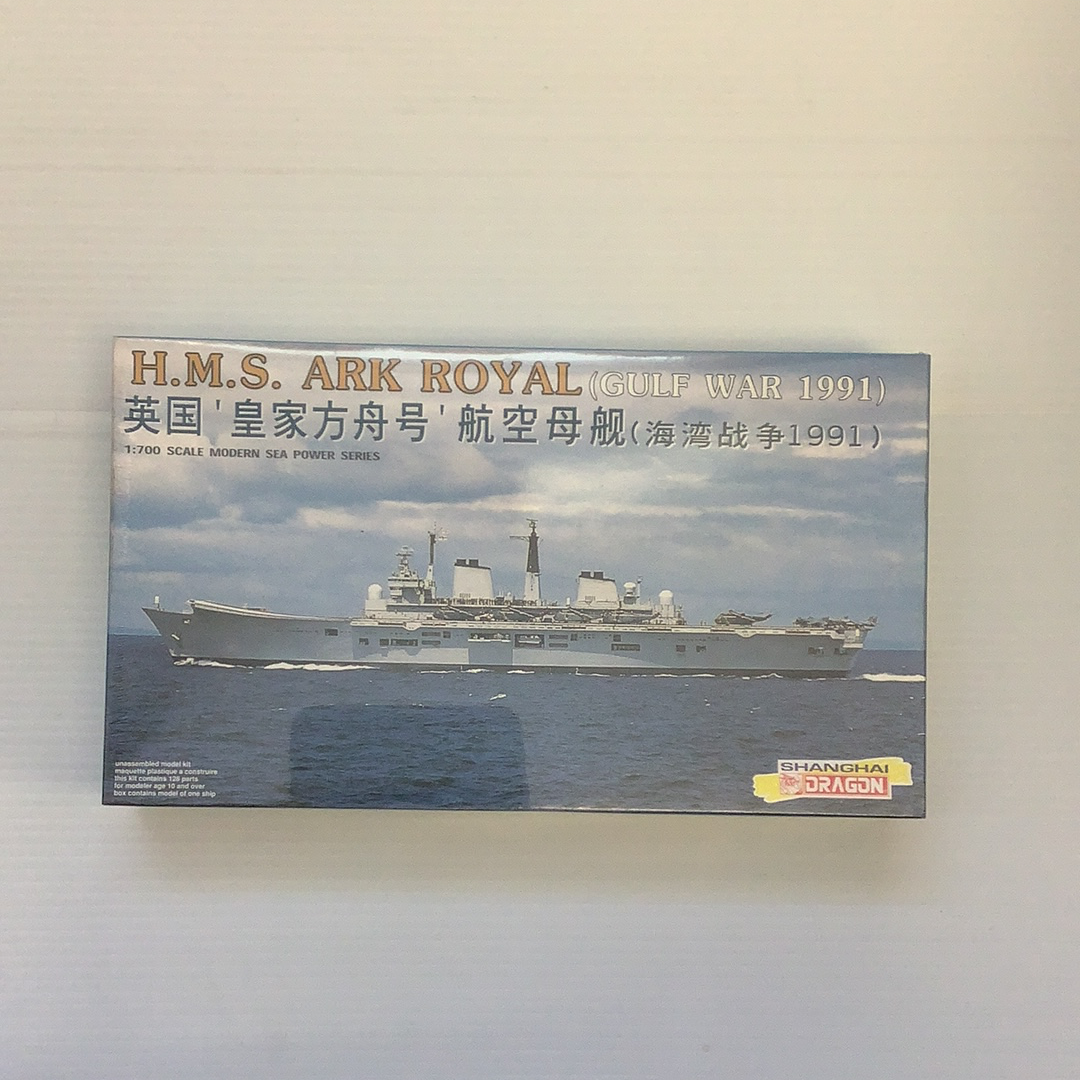 H.M.S. ARK ROYAL (GULF WAR 1991)
英国'皇家方舟号'航空母舰(海湾战争1991)
1:700 SCALE MODERN SEA POWER SERIES
unassembled model kit
maquette plastique a construire
this kit contains 128 parts
for modeler age 10 and over
box contains model of one ship
SHANGHAI
DRAGON